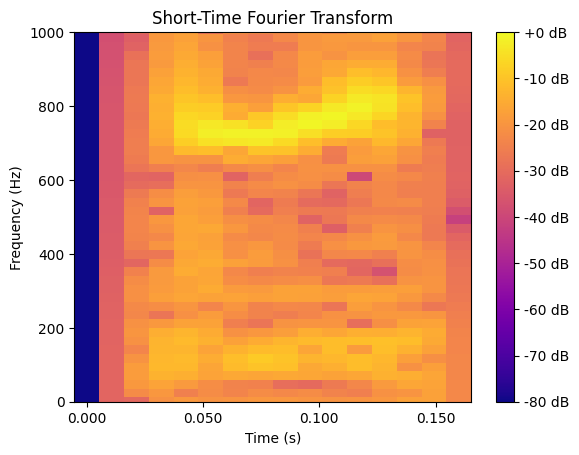 Short-Time Fourier Transform
1000
800
600
400
200
0
Frequency (Hz)
0.000
0.050
0.100
0.150
Time (s)
+0 dB
-10 dB
-20 dB
-30 dB
-40 dB
-50 dB
-60 dB
-70 dB
-80 dB